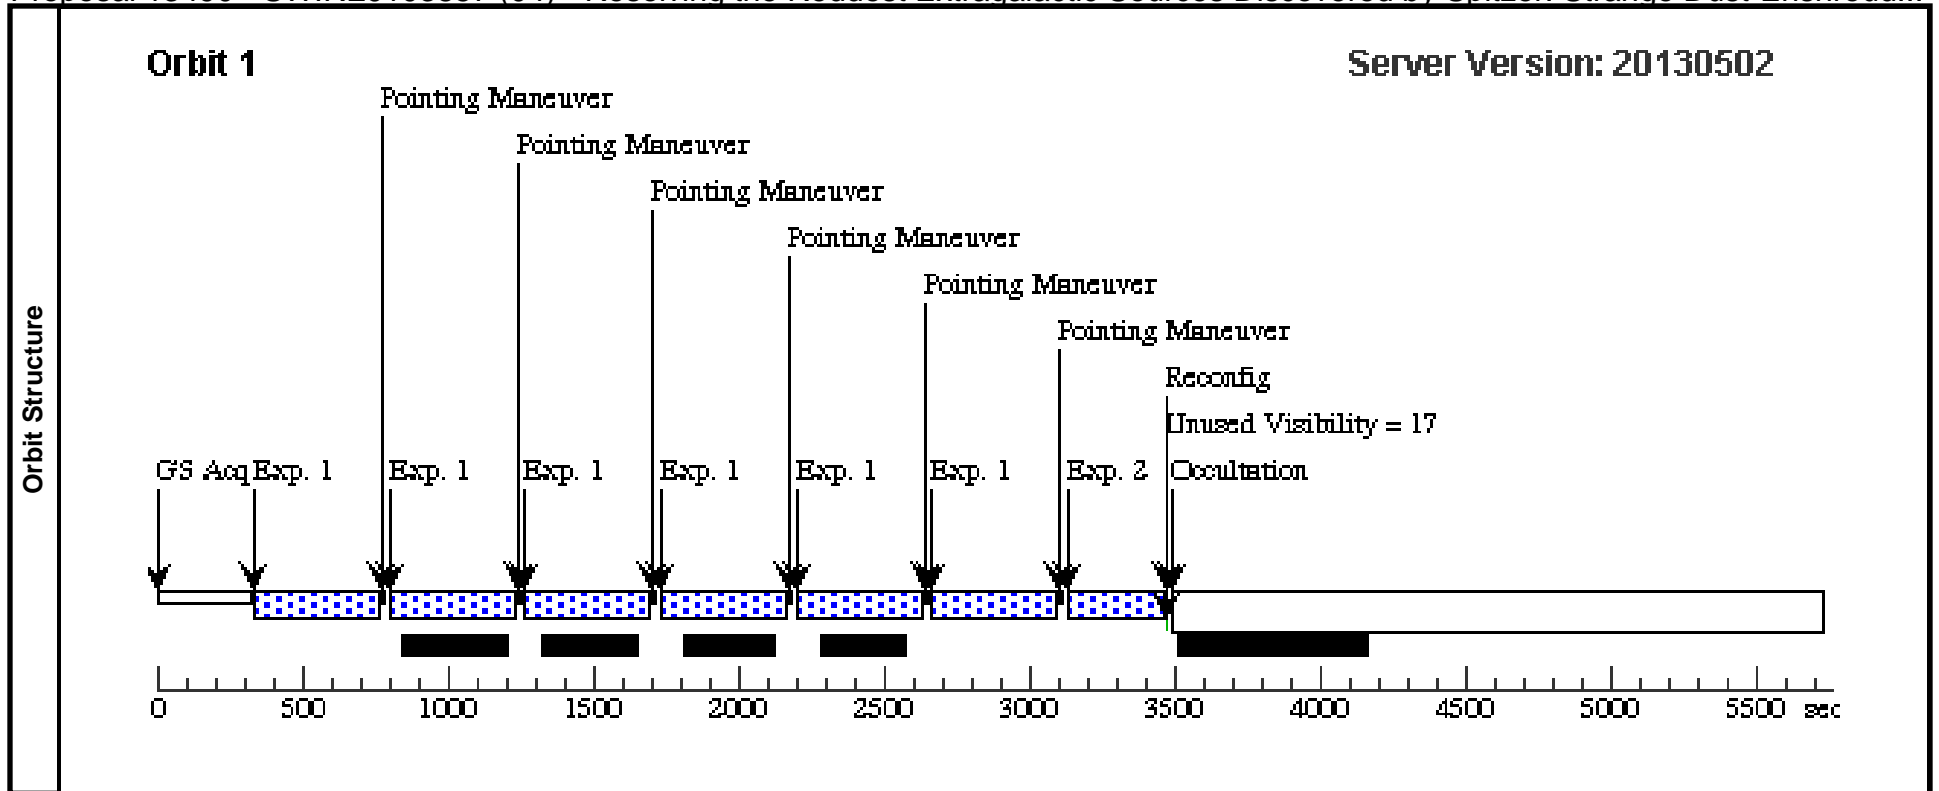 Orbit Structure
Orbit 1
Server Version: 20130502
Pointing Maneuver
Pointing Maneuver
Pointing Maneuver
Pointing Maneuver
Pointing Maneuver
Pointing Maneuver
Reconfig
Unused Visibility = 17
GS Acq Exp. 1 Exp. 1 Exp. 1 Exp. 1 Exp. 1 Exp. 1 Exp. 2 Occultation
0 500 1000 1500 2000 2500 3000 3500 4000 4500 5000 5500 sec